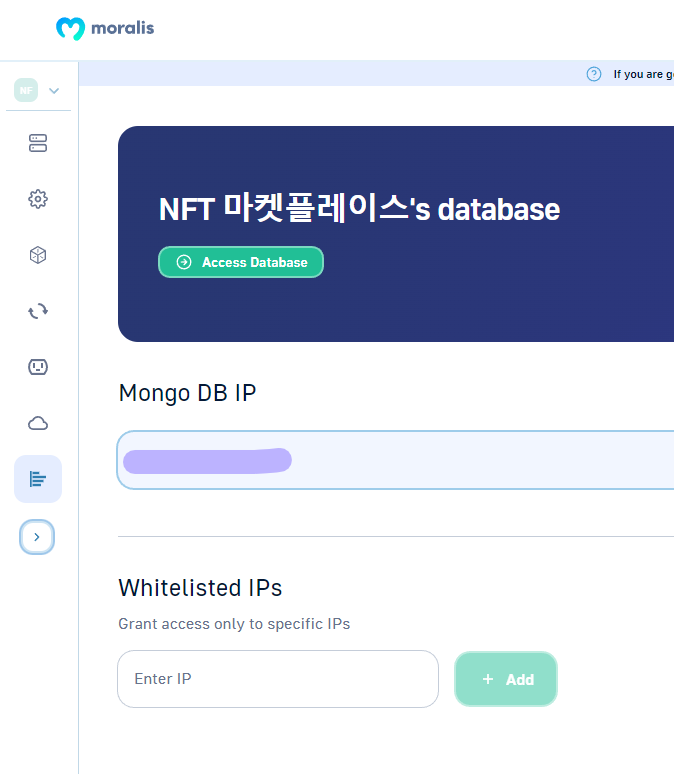 moralis
NF
If you are
NFT 마켓플레이스's database
Access Database
Mongo DB IP
Whitelisted IPs
Grant access only to specific IPs
Enter IP
+ Add